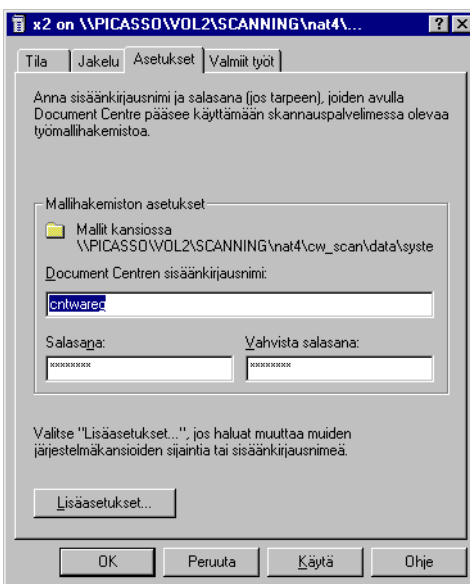 x2 on \\PICASSO\VOL2\SCANNING\nat4\...
Tila Jakelu Asetukset Valmiit työt
Anna sisäänkirjausnimi ja salasana (jos tarpeen), joiden avulla
Document Centre pääsee käyttämään skannauspalvelimessa olevaa
työmallihakemistoa.
Mallihakemiston asetukset
Mallit kansiossa
\\PICASSO\VOL2\SCANNING\nat4\cw_scan\data\syste
Document Centren sisäänkirjausnimi:
cntwareg
Salasana: Vahvista salasana:
xxxxxxxx xxxxxxxx
Valitse "Lisäasetukset...", jos haluat muuttaa muiden
järjestelmäkansioiden sijaintia tai sisäänkirjausnimeä.
Lisäasetukset...
OK Peruuta Käytä Ohje